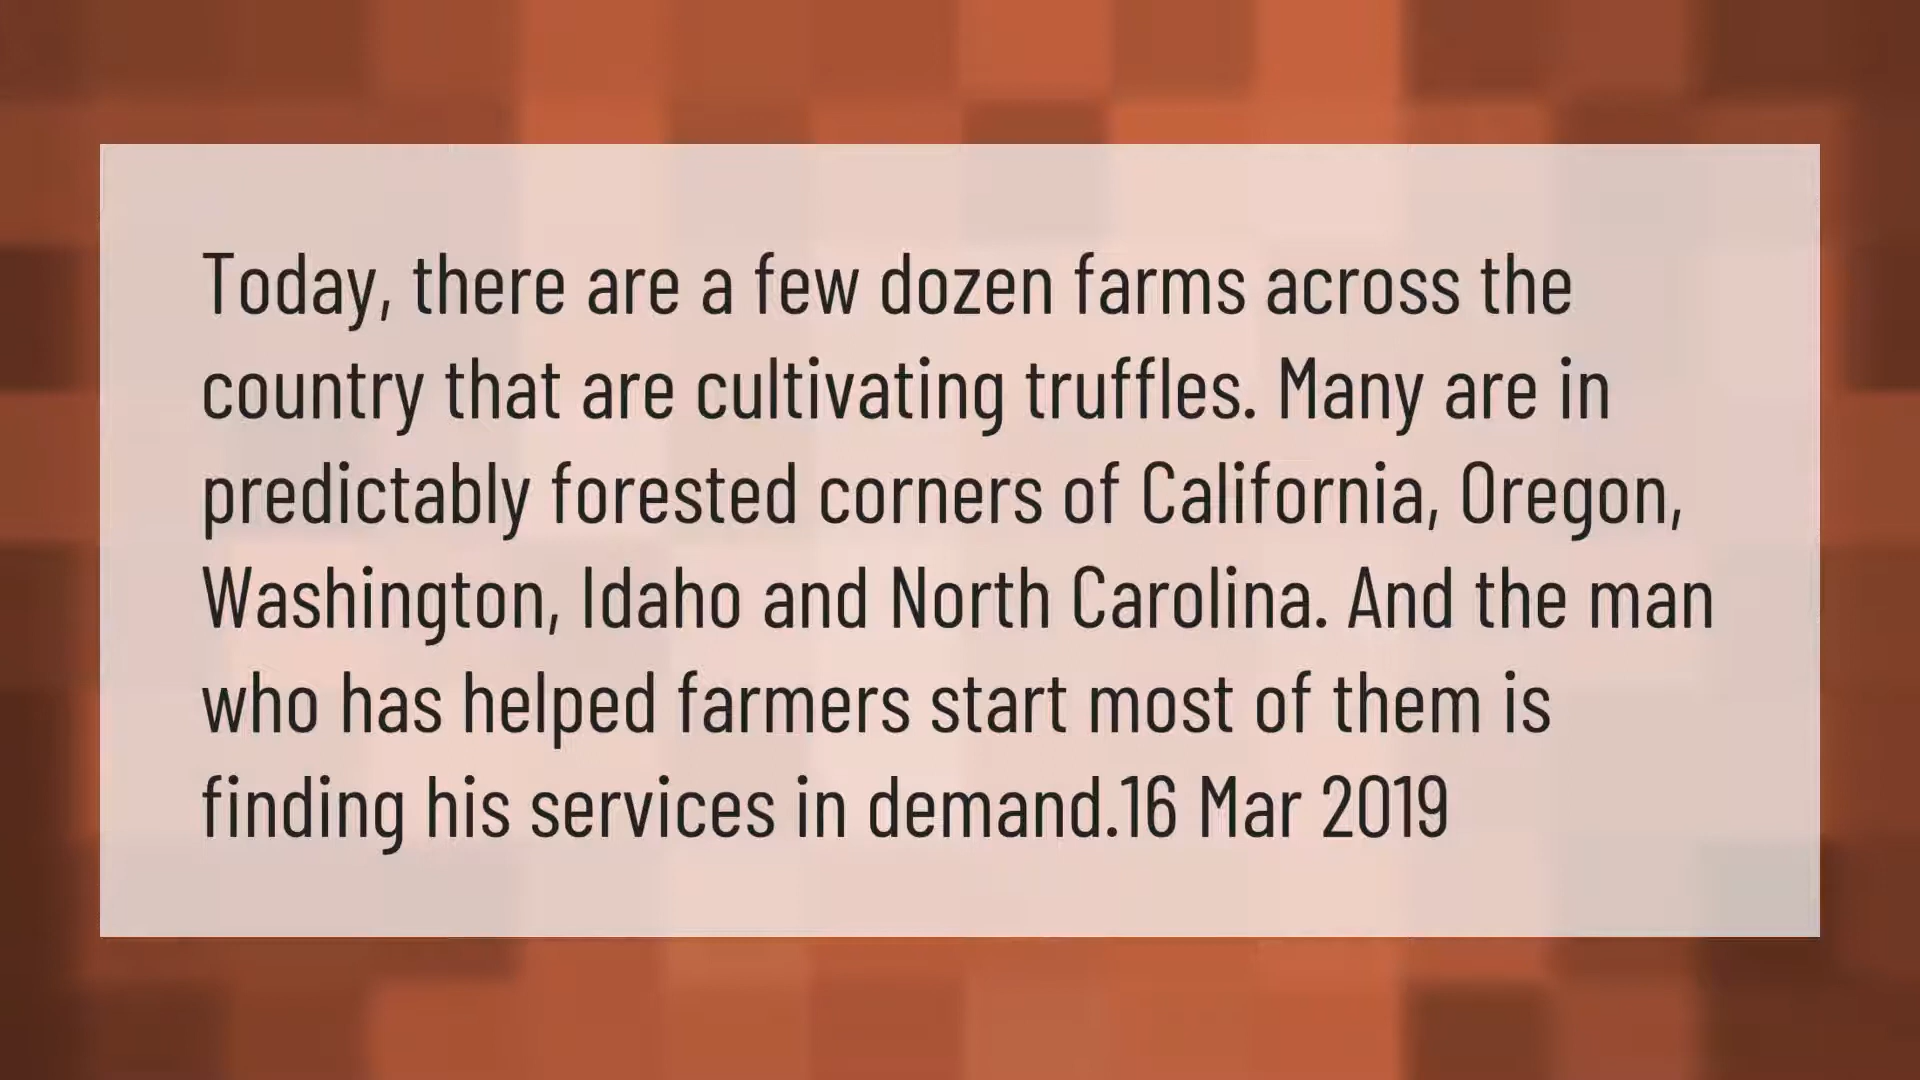 Today, there are a few dozen farms across the
country that are cultivating truffles. Many are in
predictably forested corners of California, Oregon,
Washington, Idaho and North Carolina. And the man
who has helped farmers start most of them is
finding his services in demand.16 Mar 2019